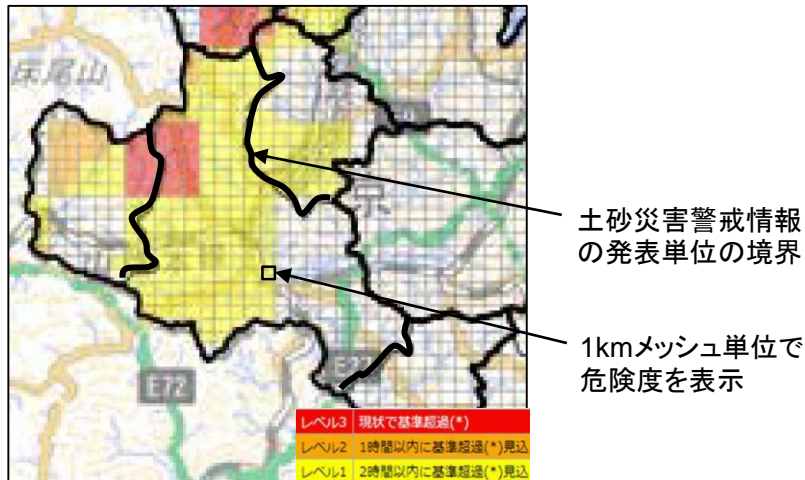 床尾山
京
E72
土砂災害警戒情報
の発表単位の境界
1kmメッシュ単位で
危険度を表示
レベル3 現状で基準超過(*)
レベル2 1時間以内に基準超過(*)見込
レベル1 2時間以内に基準超過(*)見込